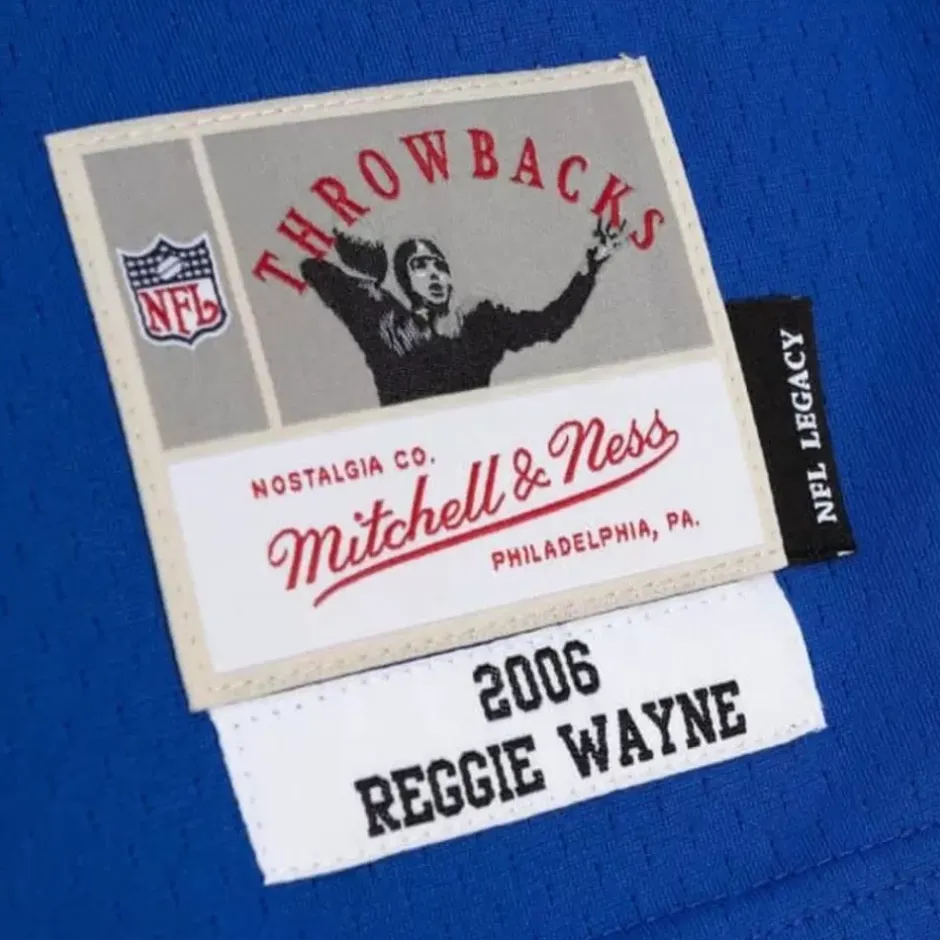 THROWBACKS
NFL
NOSTALGIA CO.
Mitchell & Ness
PHILADELPHIA, PA.
NFL LEGACY
2006
REGGIE WAYNE